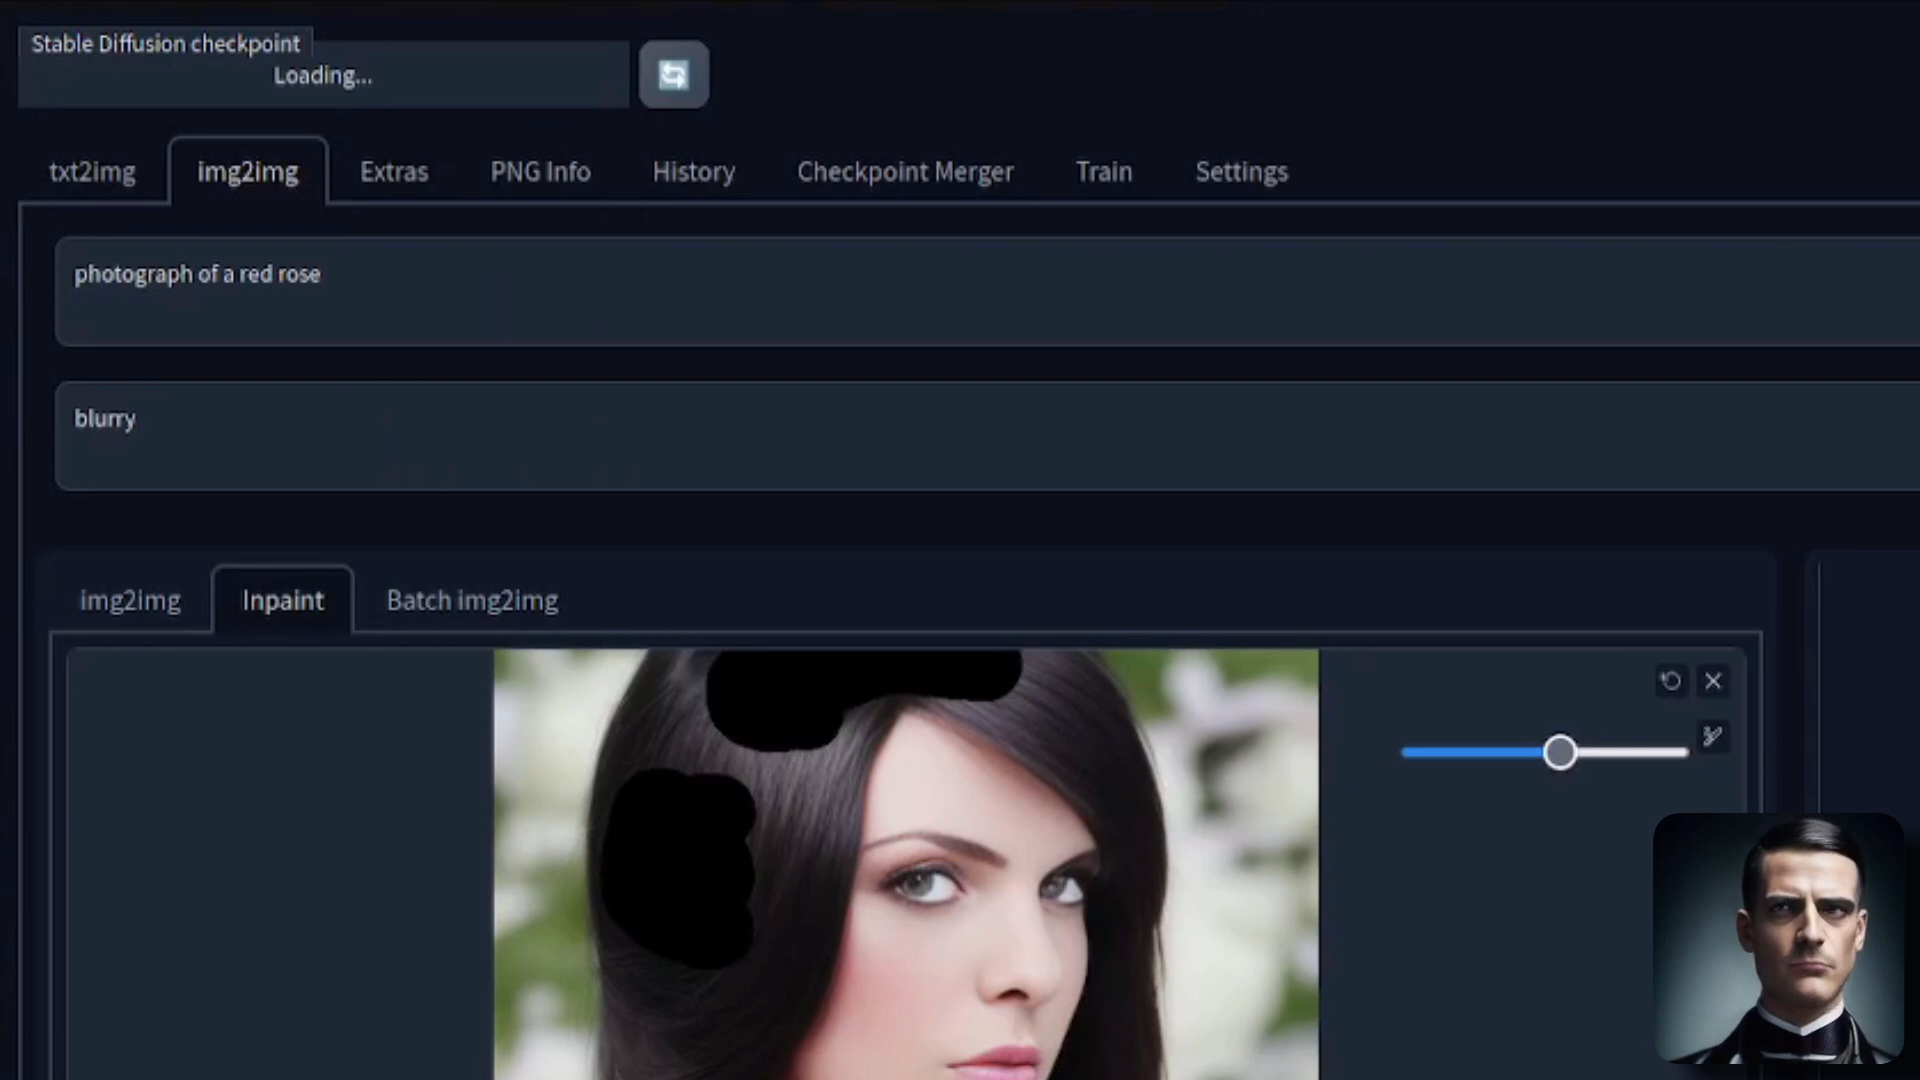 Stable Diffusion checkpoint
Loading...
txt2img img2img Extras PNG Info History Checkpoint Merger Train Settings
photograph of a red rose
blurry
img2img Inpaint Batch img2img